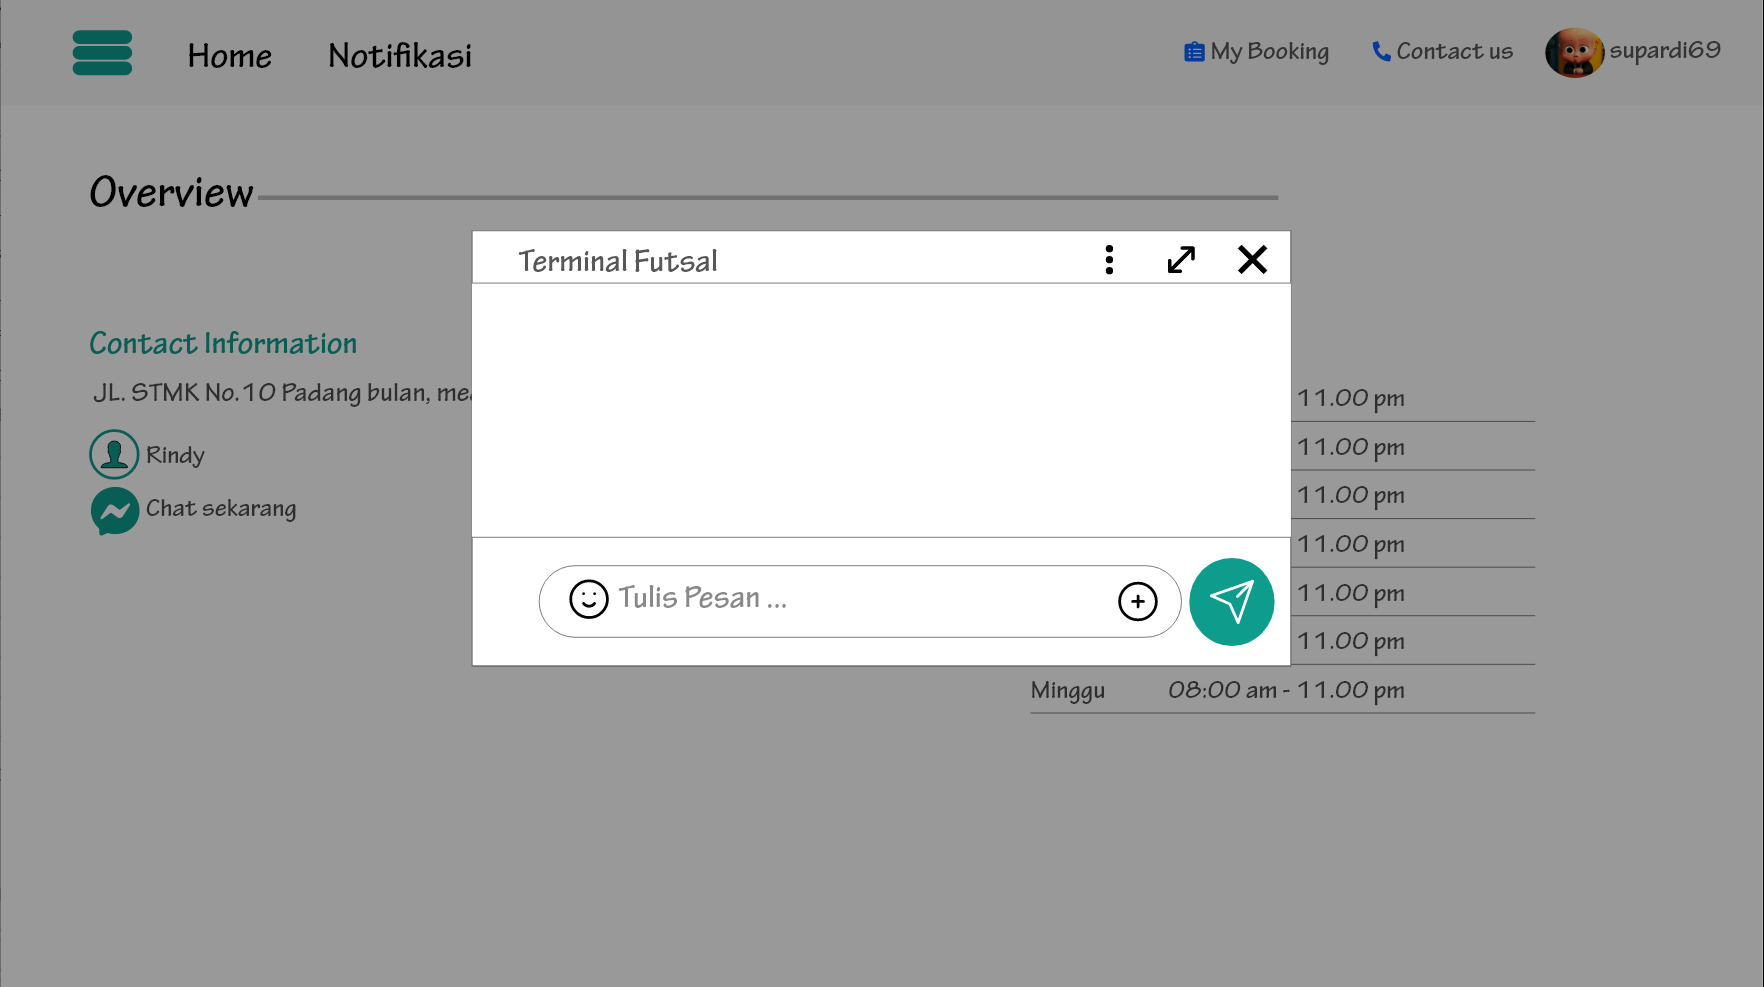 Home Notifikasi My Booking Contact us supardi69
Overview
Terminal Futsal
Contact Information
JL. STMK No.10 Padang bulan,
Rindy
Chat sekarang
Tulis Pesan ...
11.00 pm
11.00 pm
11.00 pm
11.00 pm
11.00 pm
11.00 pm
Minggu 08:00 am - 11.00 pm